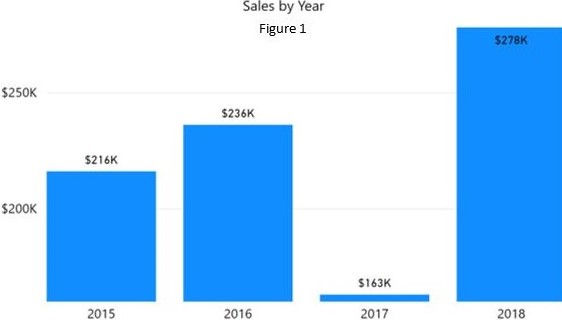 Sales by Year
Figure 1
$278K
$250K
$236K
$216K
$200K
$163K
2015 2016 2017 2018